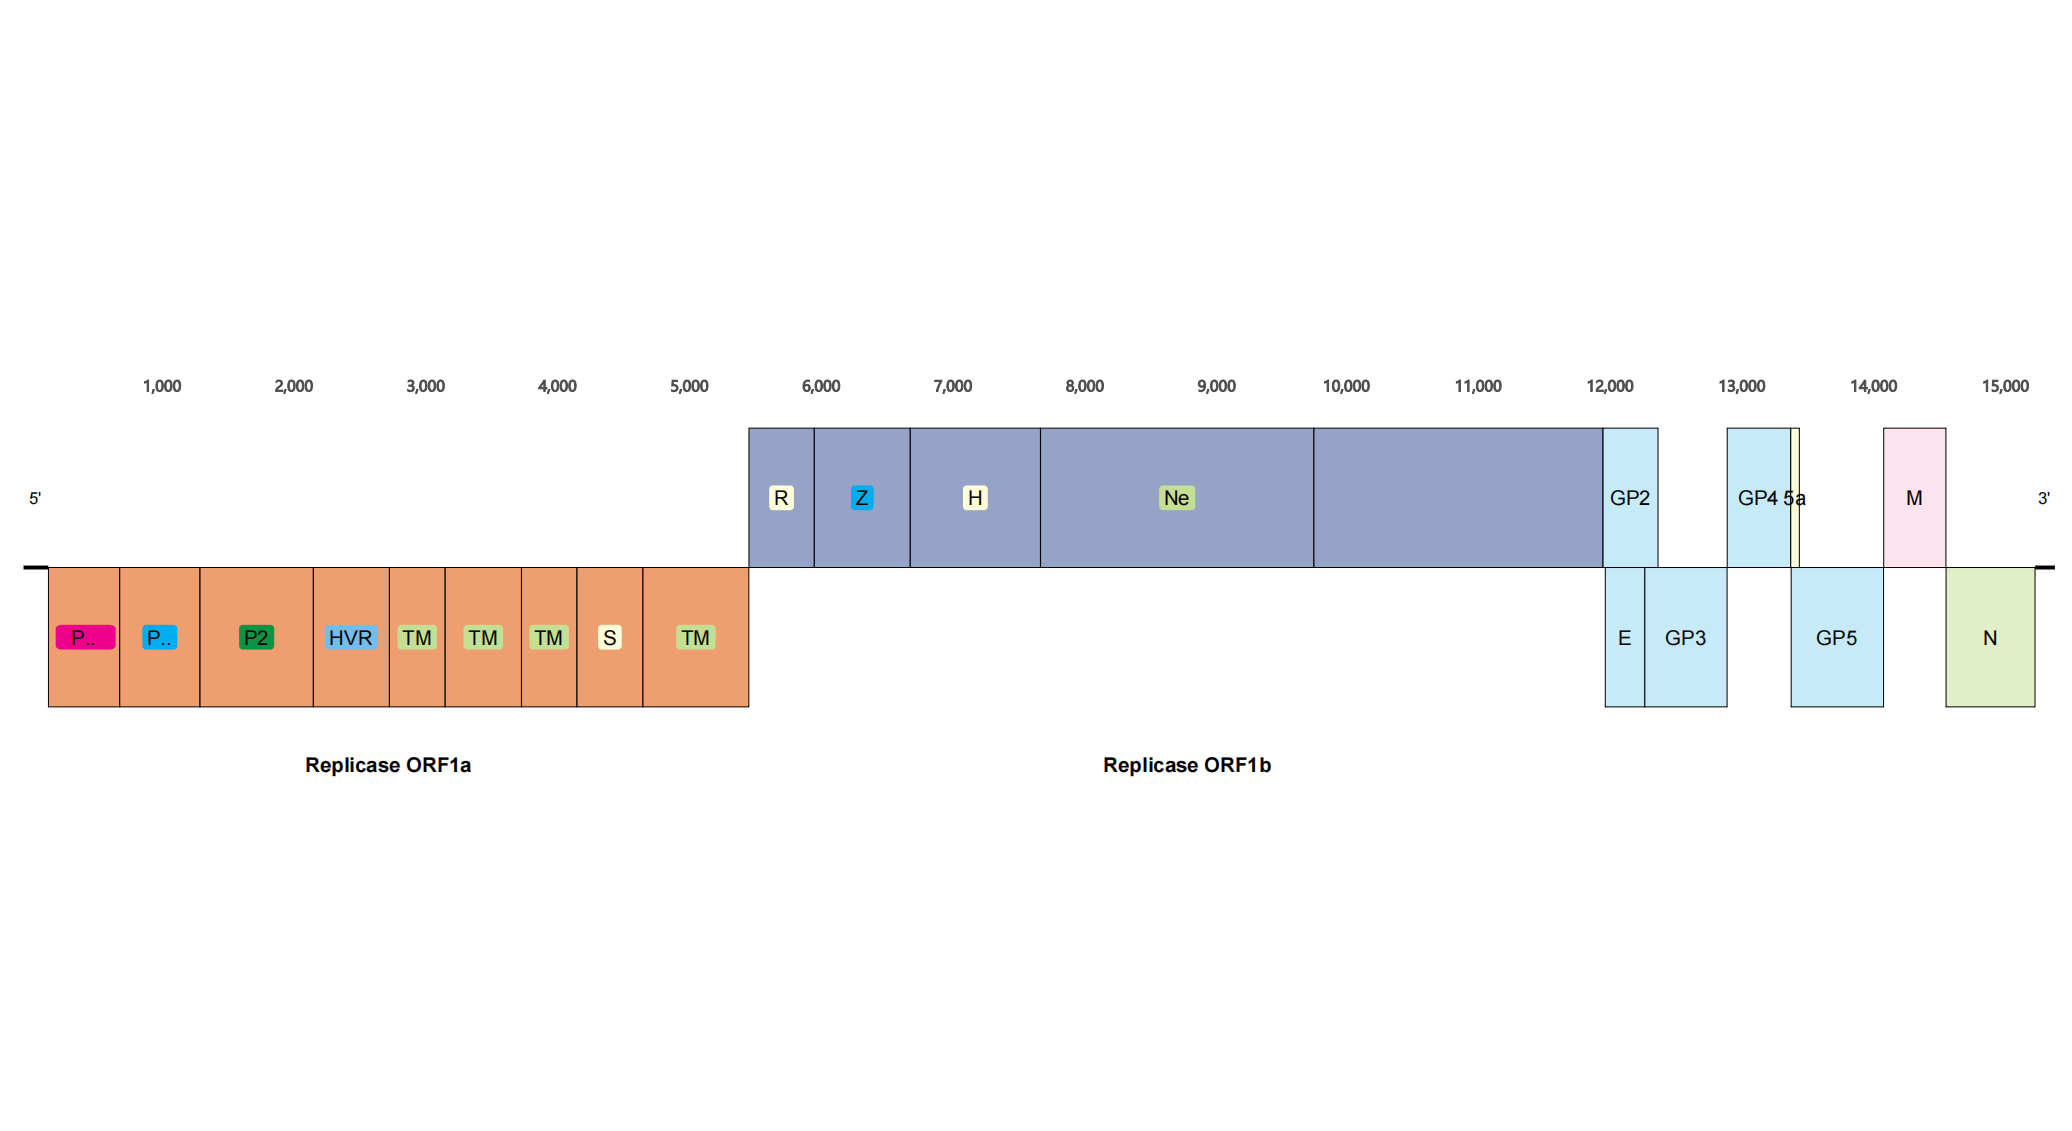 1,000 2,000 3,000 4,000 5,000 6,000 7,000 8,000 9,000 10,000 11,000 12,000 13,000 14,000 15,000
5' R Z H Ne GP2 GP4 5a M 3'
P.. P.. P2 HVR TM TM TM S TM E GP3 GP5 N
Replicase ORF1a Replicase ORF1b